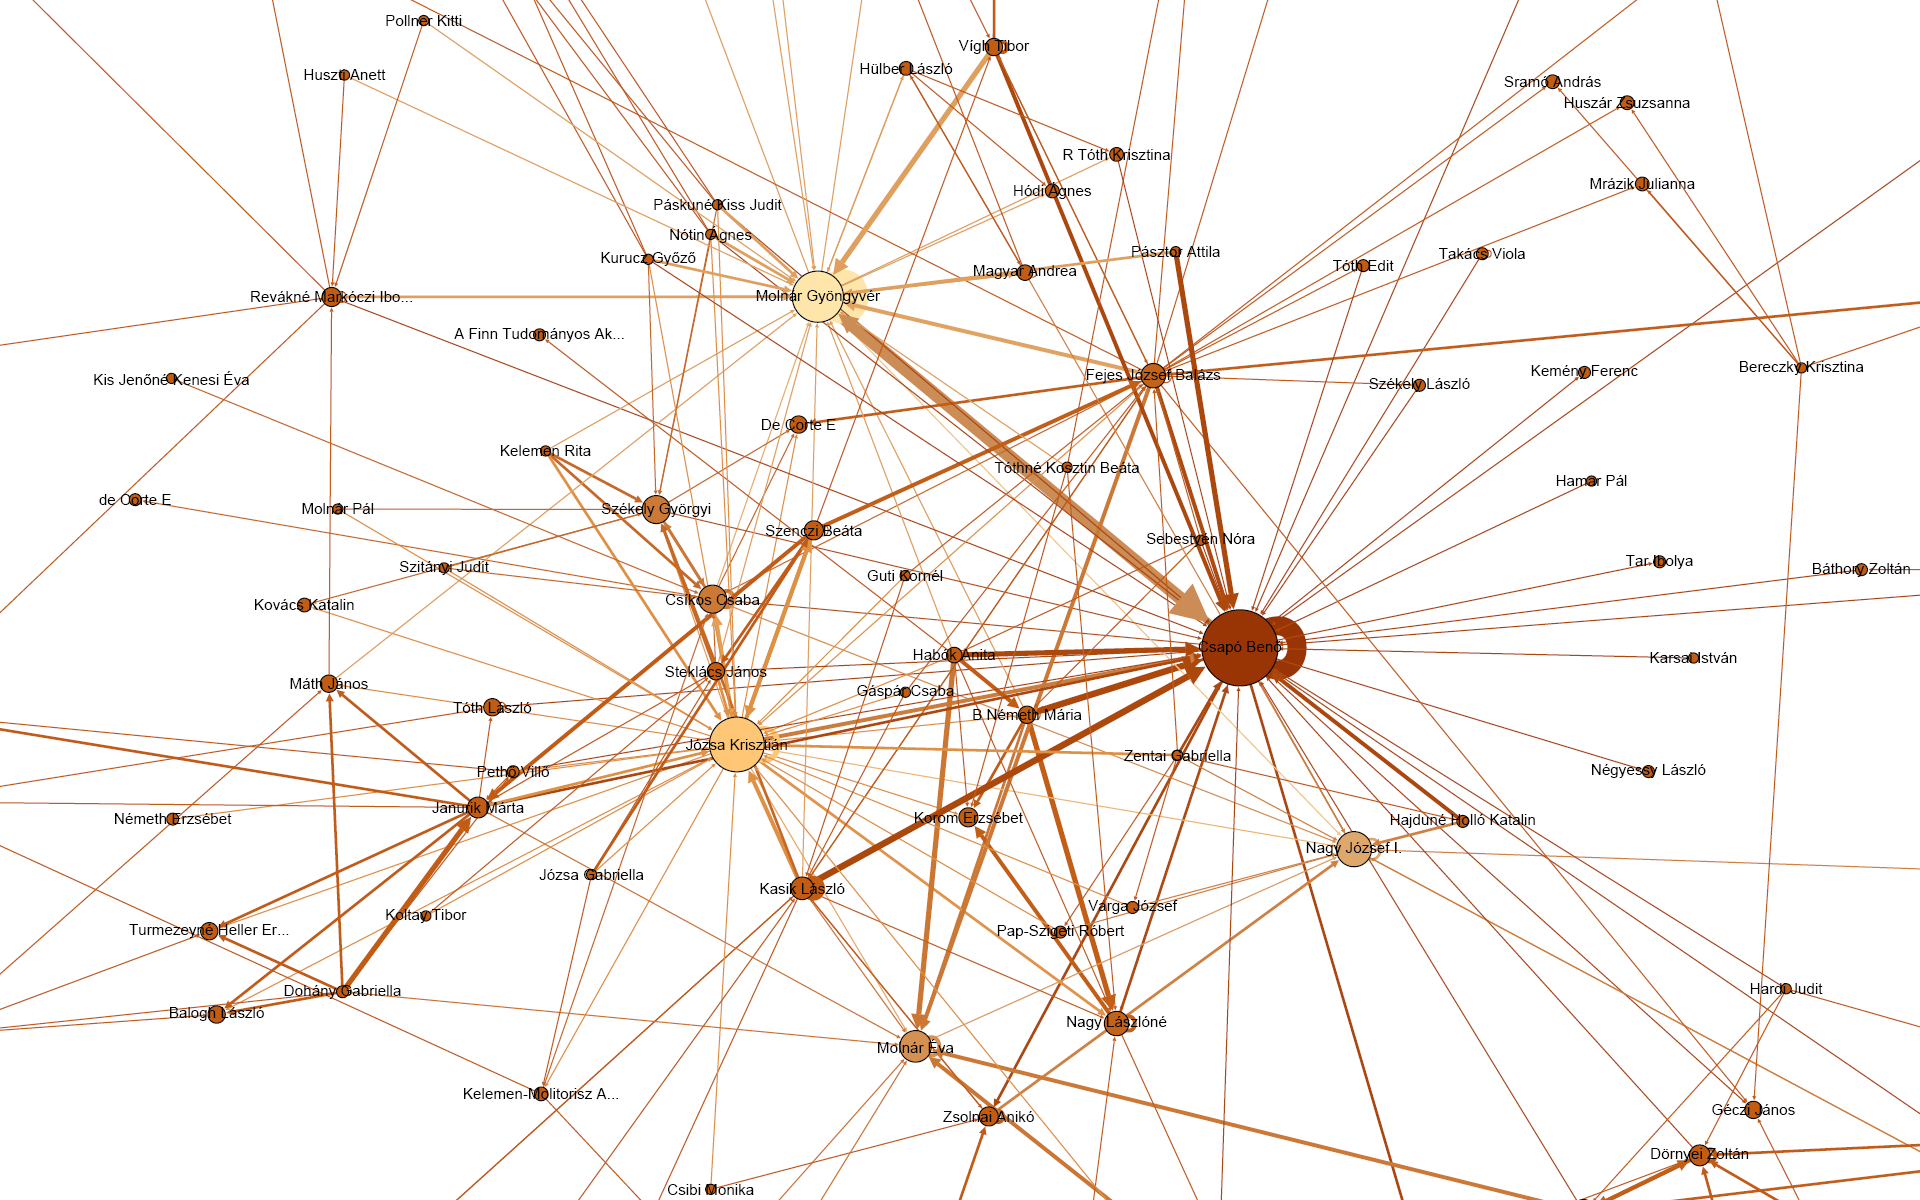 Pollner Kitti
Vígh Tibor
Hülber László
Huszti Anett
Sramó András
Huszár Zsuzsanna
R Tóth Krisztina
Mrázik Julianna
Hódi Ágnes
Páskuné Kiss Judit
Nótin Ágnes
Pásztor Attila
Takács Viola
Kurucz Győző
Tóth Edit
Magyar Andrea
Revákné Markóczi Ibo...
Molnár Gyöngyvér
A Finn Tudományos Ak...
Bereczky Krisztina
Kemény Ferenc
Fejes József Balázs
Kis Jenőné Kenesi Éva
Székely László
De Corte E
Kelemen Rita
Tóthné Kosztin Beáta
Hamar Pál
de Corte E
Molnár Pál
Székely Györgyi
Szenczi Beáta
Sebestyén Nóra
Tar Ibolya
Szitányi Judit
Báthory Zoltán
Guti Kornél
Csíkos Csaba
Kovács Katalin
Csapó Benő
Habók Anita
Karsai István
Steklács János
Máth János
Gáspár Csaba
Tóth László
B Németh Mária
Józsa Krisztián
Zentai Gabriella
Pethő Villő
Négyessy László
Janurik Márta
Németh Erzsébet
Korom Erzsébet
Hajduné Holló Katalin
Nagy József I.
Józsa Gabriella
Kasik László
Varga József
Koltay Tibor
Turmezeyné Heller Er...
Pap-Szigeti Róbert
Dohány Gabriella
Hardi Judit
Balogh László
Nagy Lászlóné
Molnár Éva
Kelemen-Molitorisz A...
Géczi János
Zsolnai Anikó
Dörnyei Zoltán
Csibi Mónika